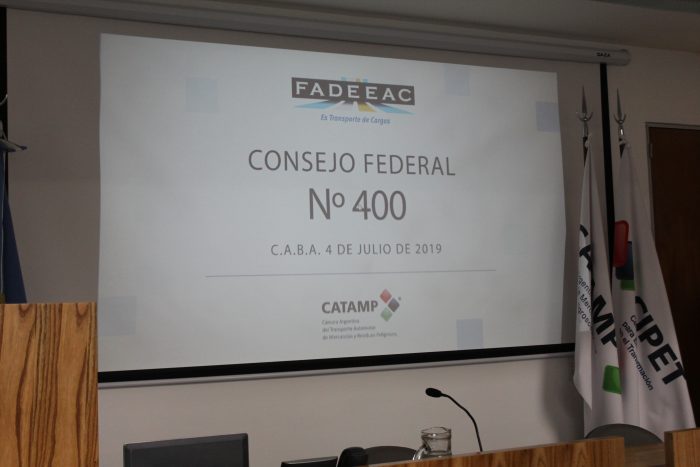 FADEEAC
Es Transporte de Cargas
CONSEJO FEDERAL
Nº 400
C.A.B.A. 4 DE JULIO DE 2019
CATAMP
Cámara Argentina
del Transporte Automotor
de Mercancías y Residuos Peligrosos
CIPET